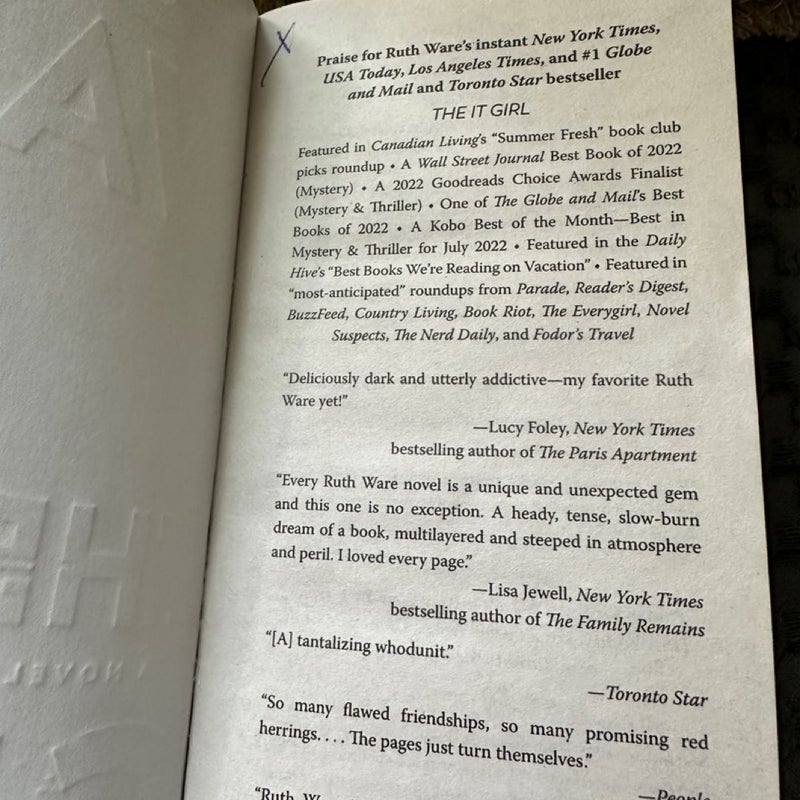 Praise for Ruth Ware's instant New York Times,
USA Today, Los Angeles Times, and #1 Globe
and Mail and Toronto Star bestseller
THE IT GIRL
Featured in Canadian Living's “Summer Fresh” book club
picks roundup • A Wall Street Journal Best Book of 2022
(Mystery) • A 2022 Goodreads Choice Awards Finalist
(Mystery & Thriller) • One of The Globe and Mail's Best
Books of 2022 • A Kobo Best of the Month—Best in
Mystery & Thriller for July 2022 • Featured in the Daily
Hive's “Best Books We're Reading on Vacation” • Featured in
“most-anticipated” roundups from Parade, Reader's Digest,
BuzzFeed, Country Living, Book Riot, The Everygirl, Novel
Suspects, The Nerd Daily, and Fodor's Travel
“Deliciously dark and utterly addictive—my favorite Ruth
Ware yet!”
—Lucy Foley, New York Times
bestselling author of The Paris Apartment
“Every Ruth Ware novel is a unique and unexpected gem
and this one is no exception. A heady, tense, slow-burn
dream of a book, multilayered and steeped in atmosphere
and peril. I loved every page.”
—Lisa Jewell, New York Times
bestselling author of The Family Remains
“[A] tantalizing whodunit.”
—Toronto Star
“So many flawed friendships, so many promising red
herrings. . . . The pages just turn themselves.”
—People
“Ruth